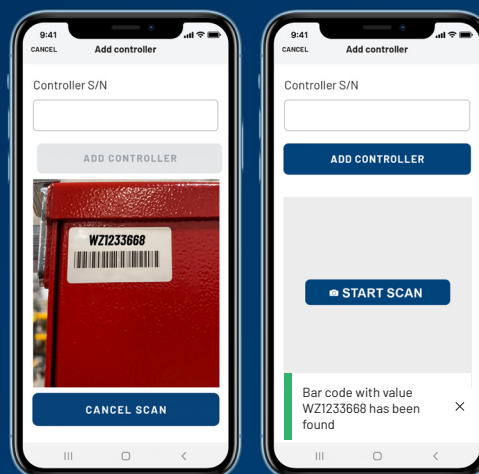 9:41
CANCEL Add controller
Controller S/N
ADD CONTROLLER
WZ1233668
CANCEL SCAN
9:41
CANCEL Add controller
Controller S/N
ADD CONTROLLER
START SCAN
Bar code with value
WZ1233668 has been
found